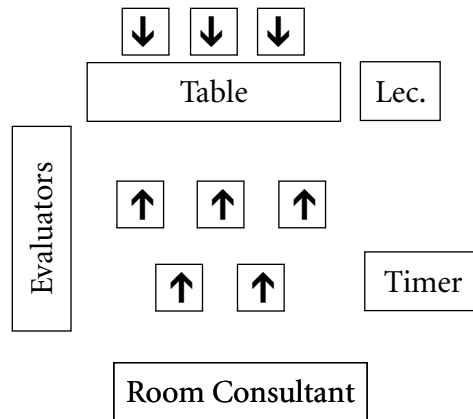 Table
Lec.
Evaluators
Timer
Room Consultant